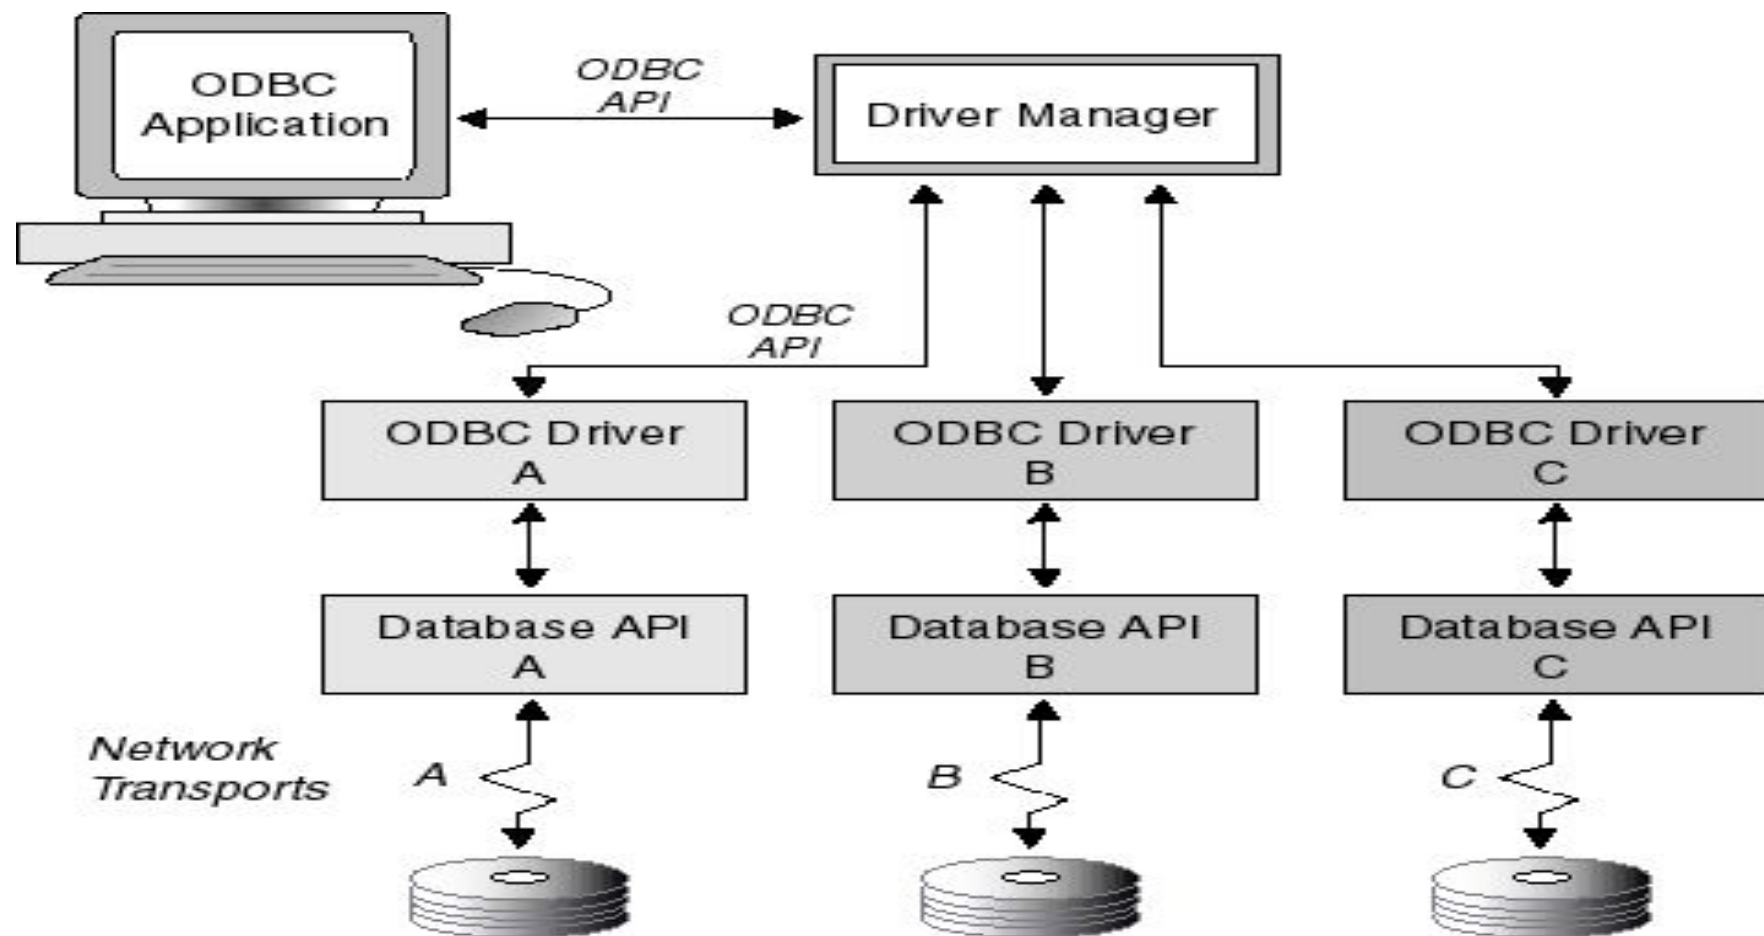 ODBC
Application
ODBC
API
Driver Manager
ODBC
API
ODBC Driver
A
ODBC Driver
B
ODBC Driver
C
Database API
A
Database API
B
Database API
C
Network
Transports
A
B
C